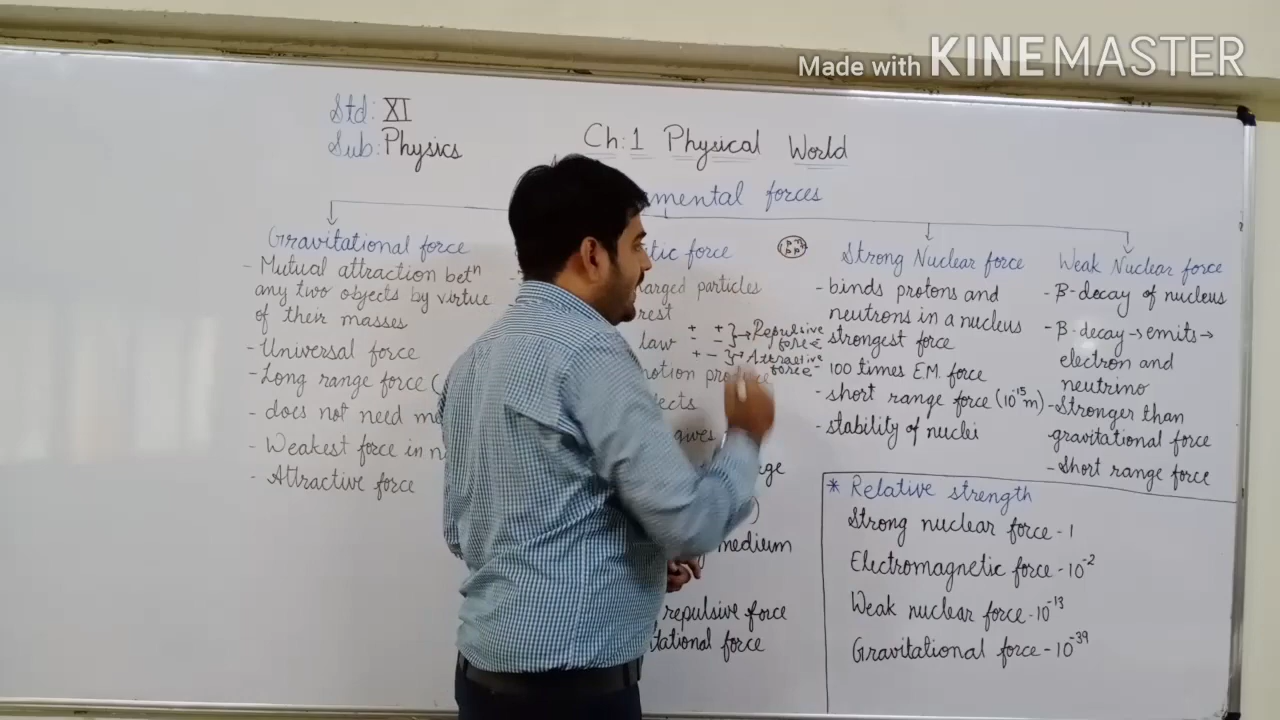 Made with KINEMASTER
Std: XI
Sub: Physics
Ch:1 Physical World
mental forces
Gravitational force
- Mutual attraction betⁿ
any two objects by virtue
of their masses
- Universal force
- Long range force (
- does not need
- Weakest force in
- Attractive force
tic force
harged particles
rest
law + + } → Repulsive
- - force
+ - } → Attractive
force
motion produce
gives
medium
repulsive force
itational force
Strong Nuclear force
- binds protons and
neutrons in a nucleus
- strongest force
- 100 times E.M. force
- short range force (10⁻¹⁵m)
- stability of nuclei
Weak Nuclear force
- β-decay of nucleus
- β-decay → emits →
electron and
neutrino
- Stronger than
gravitational force
- Short range force
* Relative strength
Strong nuclear force - 1
Electromagnetic force - 10⁻²
Weak nuclear force - 10⁻¹³
Gravitational force - 10⁻³⁹